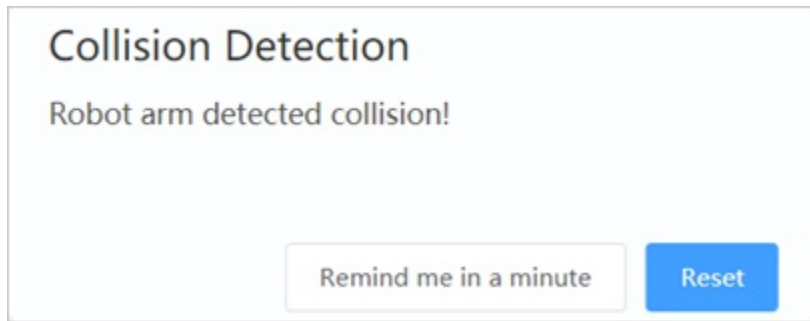 Collision Detection
Robot arm detected collision!
Remind me in a minute
Reset